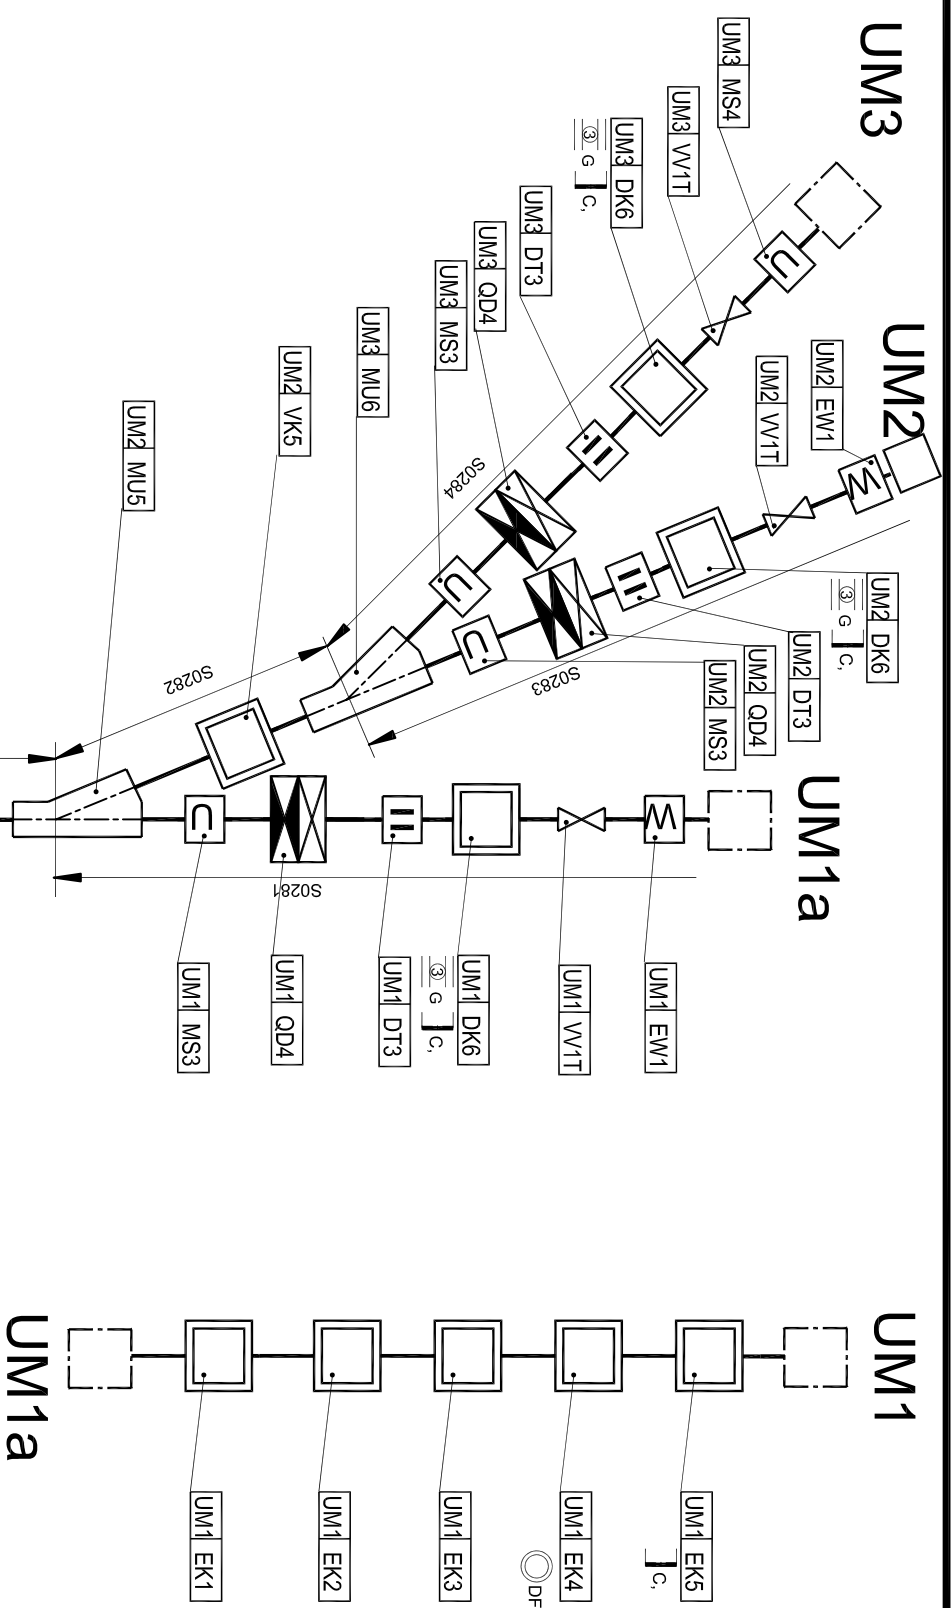 UM3
UM3 MS4
UM3 VV1T
UM3 DK6
③ G C,
UM3 DT3
UM3 QD4
UM3 MS3
UM3 MU6
UM2 VK5
UM2 MU5
S0284
S0282
UM2
UM2 EW1
UM2 VV1T
UM2 DK6
③ G C,
UM2 DT3
UM2 QD4
UM2 MS3
S0283
UM1a
UM1 EW1
UM1 VV1T
UM1 DK6
③ G C,
UM1 DT3
UM1 QD4
UM1 MS3
S0281
UM1
UM1 EK5
C,
UM1 EK4
DF
UM1 EK3
UM1 EK2
UM1 EK1
UM1a